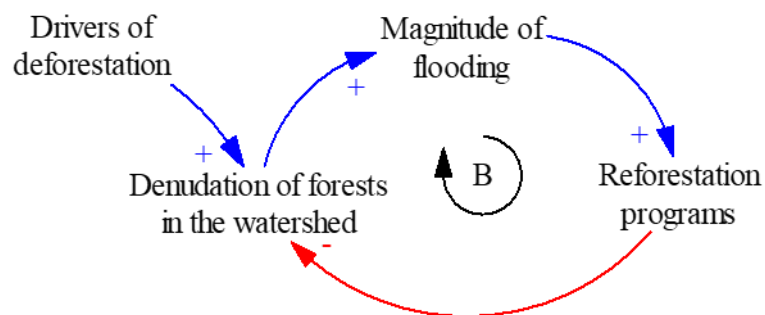 Drivers of
deforestation
Magnitude of
flooding
+
+
+
B
Denudation of forests
in the watershed
Reforestation
programs
-